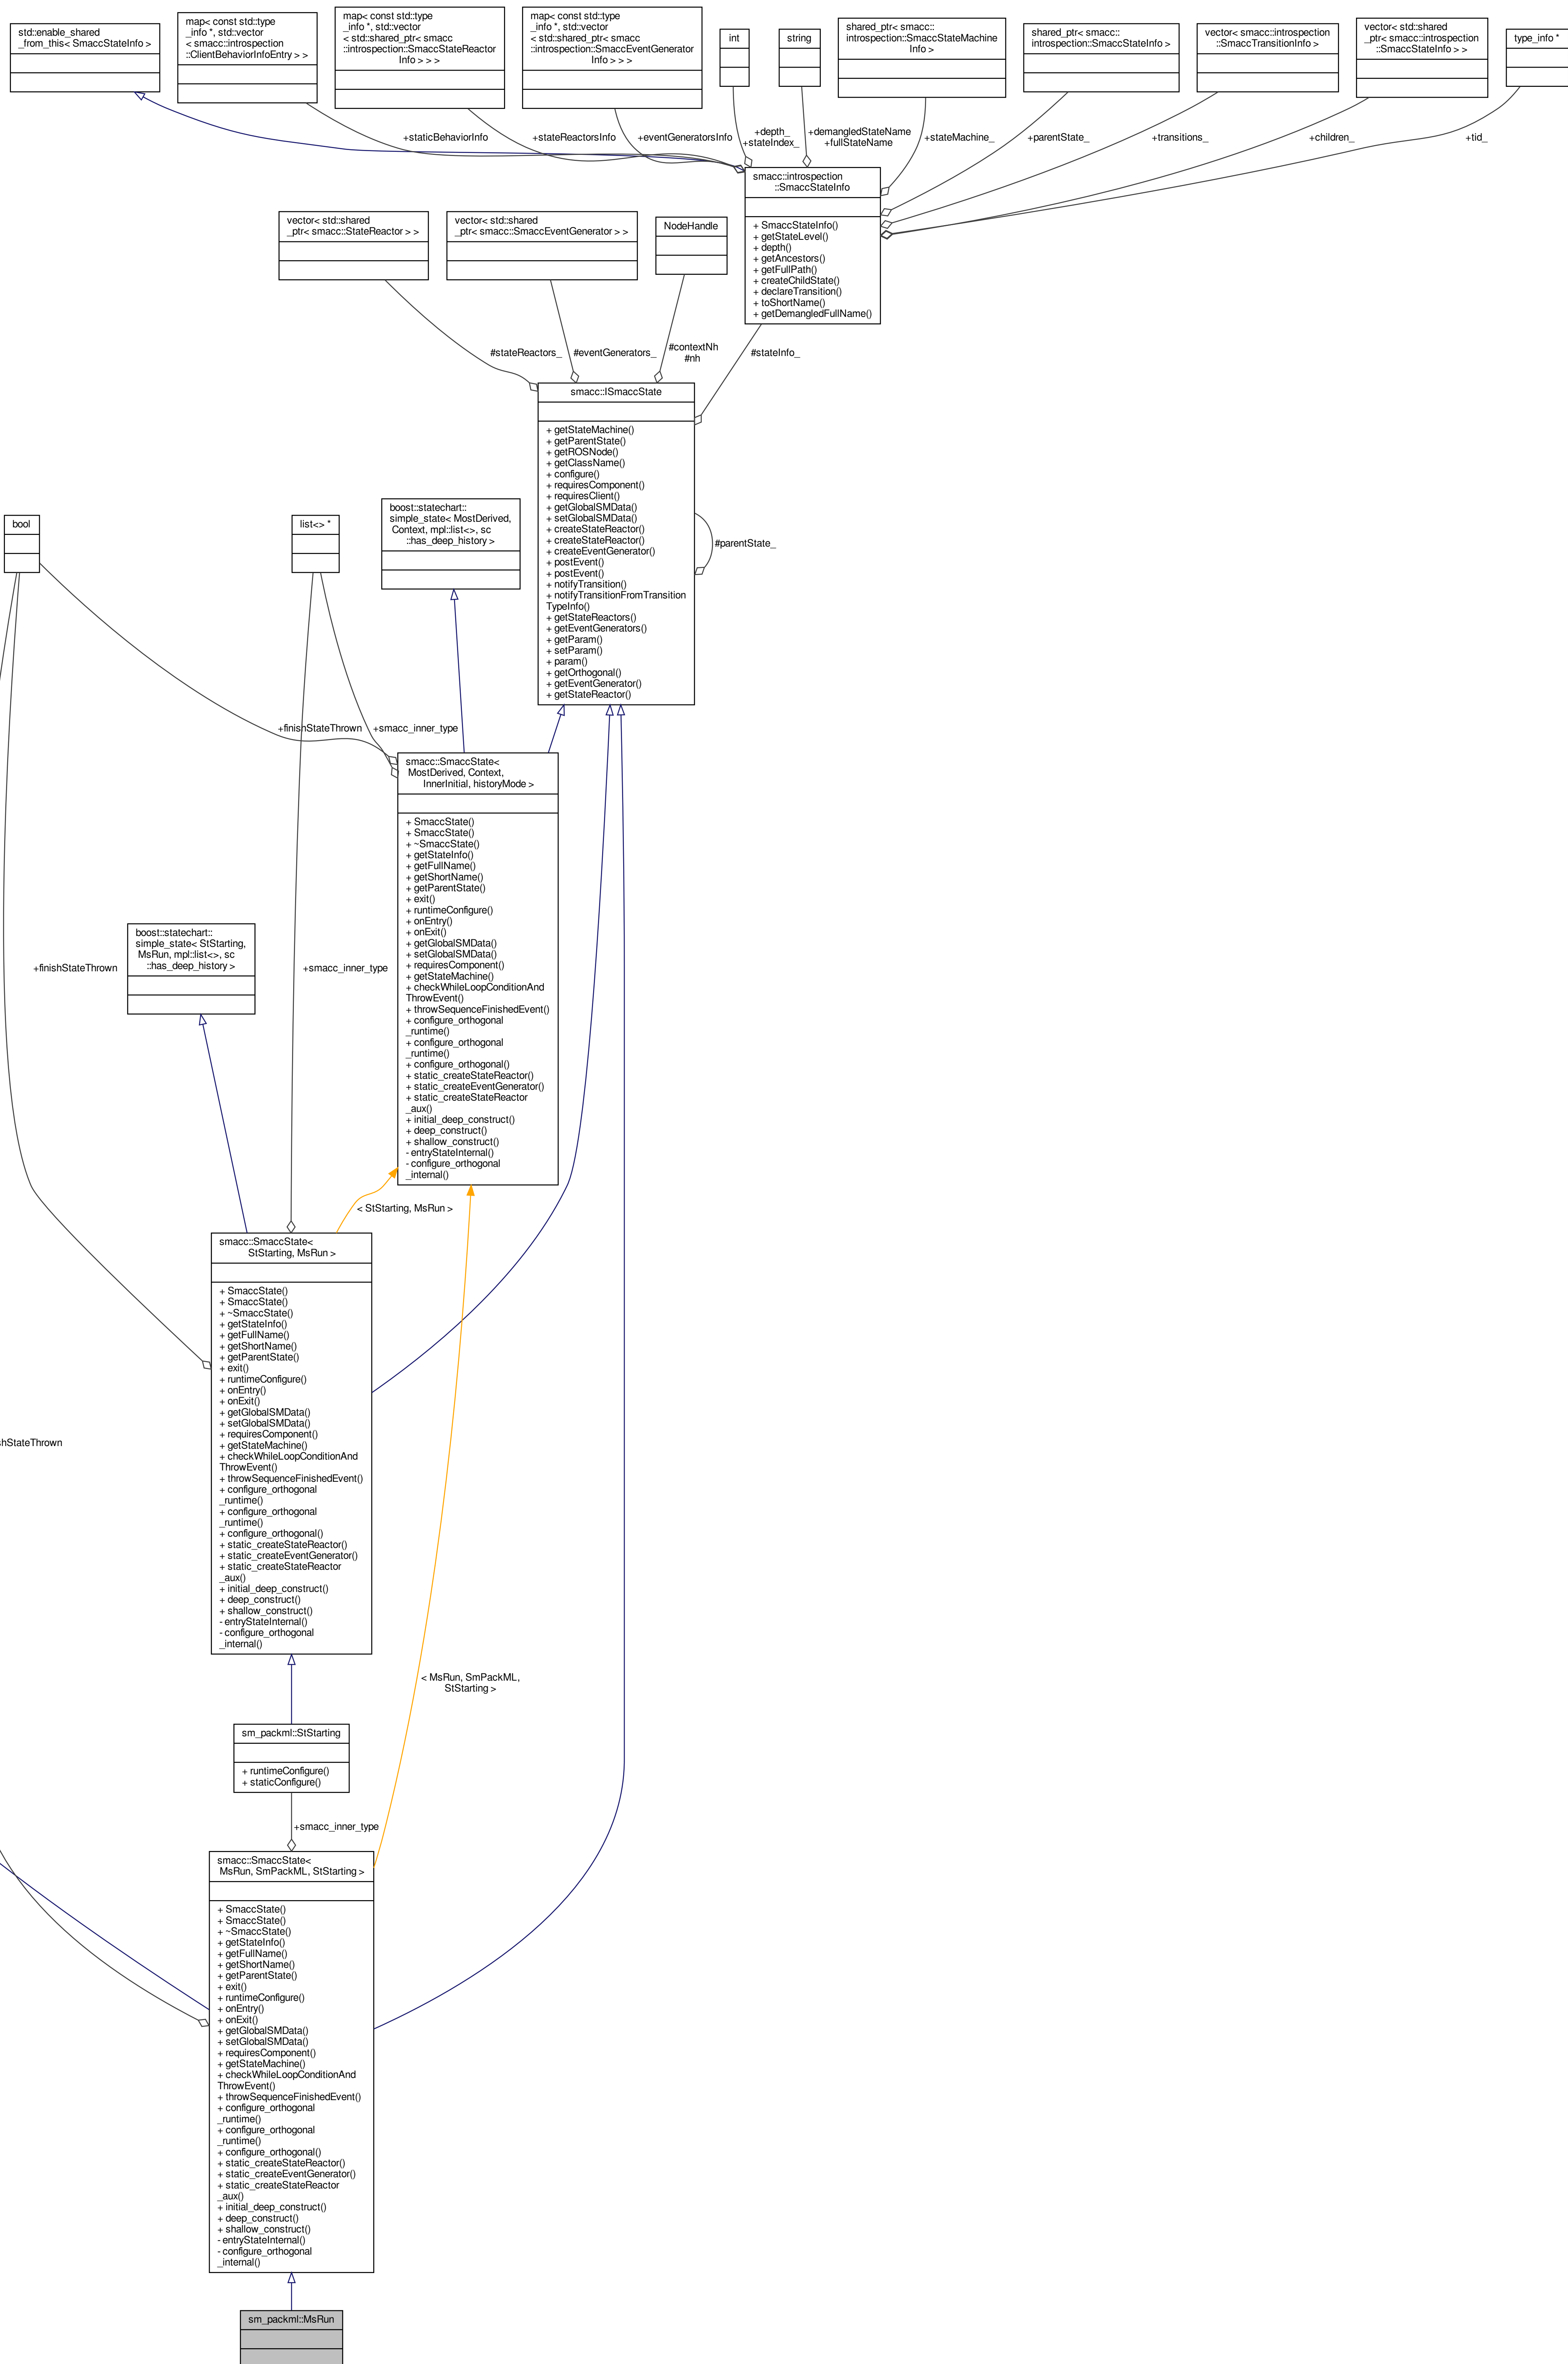 std::enable_shared
_from_this< SmaccStateInfo >
map< const std::type
_info *, std::vector
< smacc::introspection
::ClientBehaviorInfoEntry > >
map< const std::type
_info *, std::vector
< std::shared_ptr< smacc
::introspection::SmaccStateReactor
Info > > >
map< const std::type
_info *, std::vector
< std::shared_ptr< smacc
::introspection::SmaccEventGenerator
Info > > >
int
string
shared_ptr< smacc::
introspection::SmaccStateMachine
Info >
shared_ptr< smacc::
introspection::SmaccStateInfo >
vector< smacc::introspection
::SmaccTransitionInfo >
vector< std::shared
_ptr< smacc::introspection
::SmaccStateInfo > >
type_info *
+staticBehaviorInfo
+stateReactorsInfo
+eventGeneratorsInfo
+depth_
+stateIndex_
+demangledStateName
+fullStateName
+stateMachine_
+parentState_
+transitions_
+children_
+tid_
smacc::introspection
::SmaccStateInfo
+ SmaccStateInfo()
+ getStateLevel()
+ depth()
+ getAncestors()
+ getFullPath()
+ createChildState()
+ declareTransition()
+ toShortName()
+ getDemangledFullName()
vector< std::shared
_ptr< smacc::StateReactor > >
vector< std::shared
_ptr< smacc::SmaccEventGenerator > >
NodeHandle
#stateReactors_
#eventGenerators_
#contextNh
#nh
#stateInfo_
smacc::ISmaccState
+ getStateMachine()
+ getParentState()
+ getROSNode()
+ getClassName()
+ configure()
+ requiresComponent()
+ requiresClient()
+ getGlobalSMData()
+ setGlobalSMData()
+ createStateReactor()
+ createStateReactor()
+ createEventGenerator()
+ postEvent()
+ postEvent()
+ notifyTransition()
+ notifyTransitionFromTransition
TypeInfo()
+ getStateReactors()
+ getEventGenerators()
+ getParam()
+ setParam()
+ param()
+ getOrthogonal()
+ getEventGenerator()
+ getStateReactor()
#parentState_
bool
list<> *
boost::statechart::
simple_state< MostDerived,
Context, mpl::list<>, sc
::has_deep_history >
+finishStateThrown
+smacc_inner_type
smacc::SmaccState<
MostDerived, Context,
InnerInitial, historyMode >
+ SmaccState()
+ SmaccState()
+ ~SmaccState()
+ getStateInfo()
+ getFullName()
+ getShortName()
+ getParentState()
+ exit()
+ runtimeConfigure()
+ onEntry()
+ onExit()
+ getGlobalSMData()
+ setGlobalSMData()
+ requiresComponent()
+ getStateMachine()
+ checkWhileLoopConditionAnd
ThrowEvent()
+ throwSequenceFinishedEvent()
+ configure_orthogonal
_runtime()
+ configure_orthogonal
_runtime()
+ configure_orthogonal()
+ static_createStateReactor()
+ static_createEventGenerator()
+ static_createStateReactor
_aux()
+ initial_deep_construct()
+ deep_construct()
+ shallow_construct()
- entryStateInternal()
- configure_orthogonal
_internal()
boost::statechart::
simple_state< StStarting,
MsRun, mpl::list<>, sc
::has_deep_history >
+finishStateThrown
+smacc_inner_type
< StStarting, MsRun >
smacc::SmaccState<
StStarting, MsRun >
+ SmaccState()
+ SmaccState()
+ ~SmaccState()
+ getStateInfo()
+ getFullName()
+ getShortName()
+ getParentState()
+ exit()
+ runtimeConfigure()
+ onEntry()
+ onExit()
+ getGlobalSMData()
+ setGlobalSMData()
+ requiresComponent()
+ getStateMachine()
+ checkWhileLoopConditionAnd
ThrowEvent()
+ throwSequenceFinishedEvent()
+ configure_orthogonal
_runtime()
+ configure_orthogonal
_runtime()
+ configure_orthogonal()
+ static_createStateReactor()
+ static_createEventGenerator()
+ static_createStateReactor
_aux()
+ initial_deep_construct()
+ deep_construct()
+ shallow_construct()
- entryStateInternal()
- configure_orthogonal
_internal()
hStateThrown
< MsRun, SmPackML,
StStarting >
sm_packml::StStarting
+ runtimeConfigure()
+ staticConfigure()
+smacc_inner_type
smacc::SmaccState<
MsRun, SmPackML, StStarting >
+ SmaccState()
+ SmaccState()
+ ~SmaccState()
+ getStateInfo()
+ getFullName()
+ getShortName()
+ getParentState()
+ exit()
+ runtimeConfigure()
+ onEntry()
+ onExit()
+ getGlobalSMData()
+ setGlobalSMData()
+ requiresComponent()
+ getStateMachine()
+ checkWhileLoopConditionAnd
ThrowEvent()
+ throwSequenceFinishedEvent()
+ configure_orthogonal
_runtime()
+ configure_orthogonal
_runtime()
+ configure_orthogonal()
+ static_createStateReactor()
+ static_createEventGenerator()
+ static_createStateReactor
_aux()
+ initial_deep_construct()
+ deep_construct()
+ shallow_construct()
- entryStateInternal()
- configure_orthogonal
_internal()
sm_packml::MsRun